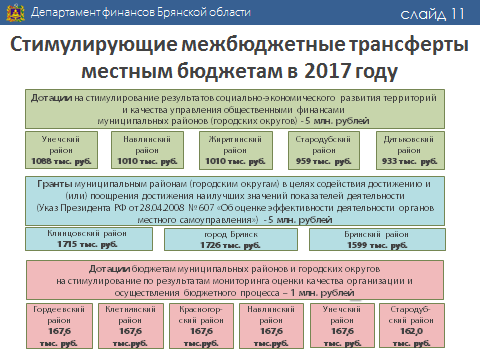 Департамент финансов Брянской области
слайд 11
Стимулирующие межбюджетные трансферты
местным бюджетам в 2017 году
Дотации на стимулирование результатов социально-экономического развития территорий
и качества управления общественными финансами
муниципальных районов (городских округов) - 5 млн. рублей
Унечский
район
1088 тыс. руб.
Навлинский
район
1010 тыс. руб.
Жирятинский
район
1010 тыс. руб.
Стародубский
район
959 тыс. руб.
Дятьковский
район
933 тыс. руб.
Гранты муниципальным районам (городским округам) в целях содействия достижению и
(или) поощрения достижения наилучших значений показателей деятельности
(Указ Президента РФ от 28.04.2008 № 607 «Об оценке эффективности деятельности органов
местного самоуправления») - 5 млн. рублей
Клинцовский район
1715 тыс. руб.
город Брянск
1726 тыс. руб.
Брянский район
1599 тыс. руб.
Дотации бюджетам муниципальных районов и городских округов
на стимулирование по результатам мониторинга оценки качества организации и
осуществления бюджетного процесса – 1 млн. рублей
Гордеевский
район
167,6
тыс. руб.
Клетнянский
район
167,6
тыс. руб.
Красногор-
ский район
167,6
тыс. руб.
Навлинский
район
167,6
тыс. руб.
Унечский
район
167,6
тыс. руб.
Стародуб-
ский район
162,0
тыс. руб.